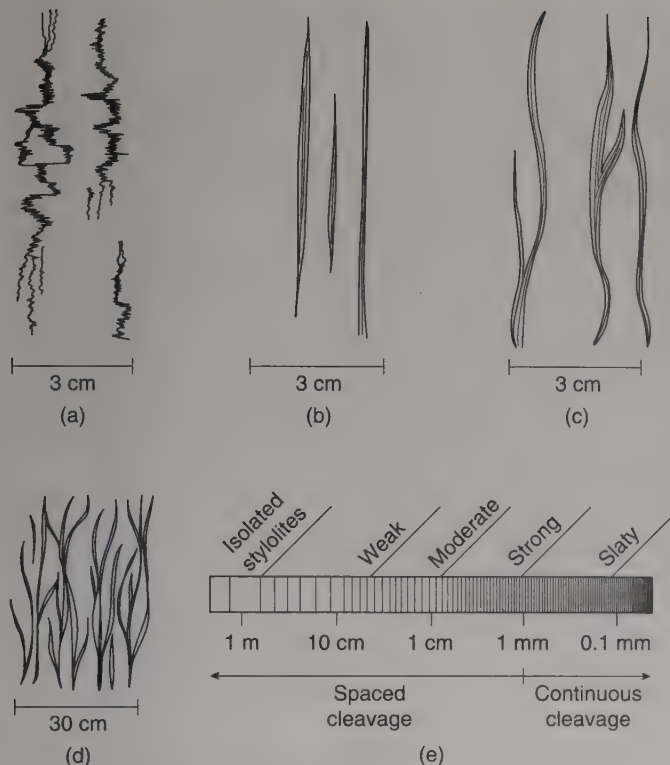 3 cm
(a)
3 cm
(b)
3 cm
(c)
30 cm
(d)
Isolated
stylolites
Weak
Moderate
Strong
Slaty
1 m
10 cm
1 cm
1 mm
0.1 mm
Spaced
cleavage
Continuous
cleavage
(e)